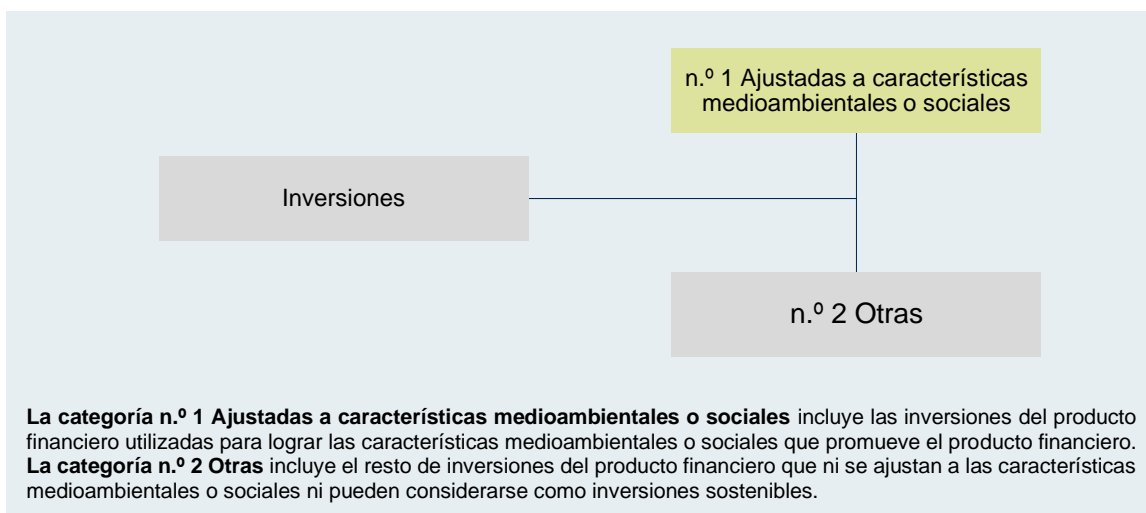 n.º 1 Ajustadas a características
medioambientales o sociales
Inversiones
n.º 2 Otras
La categoría n.º 1 Ajustadas a características medioambientales o sociales incluye las inversiones del producto
financiero utilizadas para lograr las características medioambientales o sociales que promueve el producto financiero.
La categoría n.º 2 Otras incluye el resto de inversiones del producto financiero que ni se ajustan a las características
medioambientales o sociales ni pueden considerarse como inversiones sostenibles.